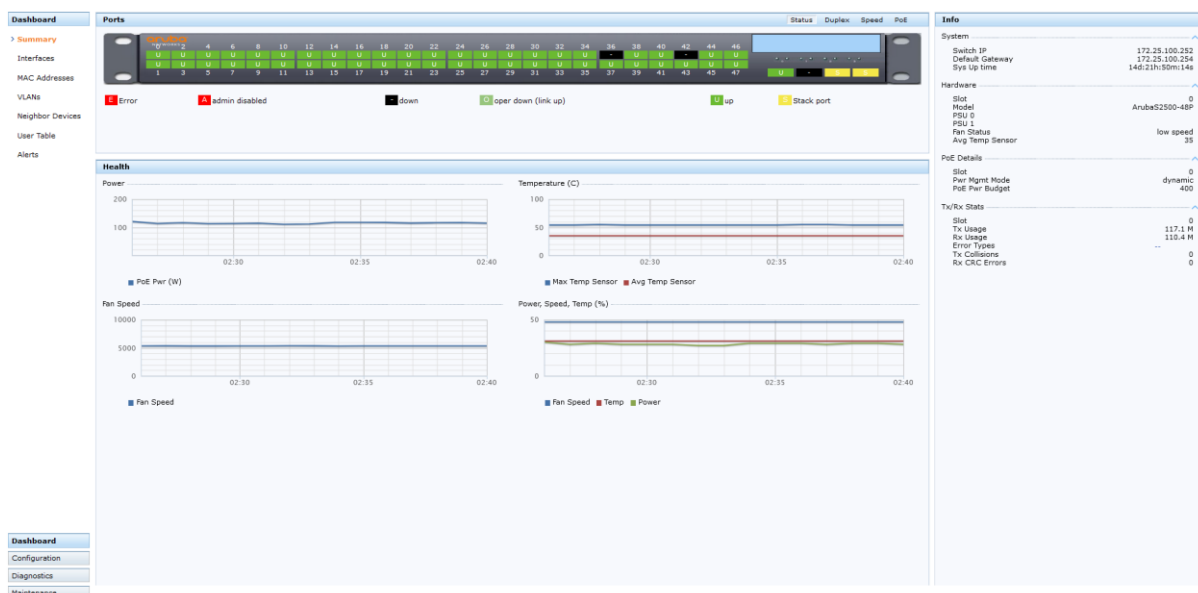 Dashboard
Summary
Interfaces
MAC Addresses
VLANs
Neighbor Devices
User Table
Alerts
Dashboard
Configuration
Diagnostics
Maintenance
Ports
Status Duplex Speed PoE
aruba
0 2 4 6 8 10 12 14 16 18 20 22 24 26 28 30 32 34 36 38 40 42 44 46
U U U U U U U U U U U U U U U U U U - U U - U U
U U U U U U U U U U U U U U U U U U U U U U U U
1 3 5 7 9 11 13 15 17 19 21 23 25 27 29 31 33 35 37 39 41 43 45 47
U - S S
E Error A admin disabled - down O oper down (link up) U up S Stack port
Health
Power
200
100
02:30 02:35 02:40
PoE Pwr (W)
Temperature (C)
100
50
0
02:30 02:35 02:40
Max Temp Sensor Avg Temp Sensor
Fan Speed
10000
5000
0
02:30 02:35 02:40
Fan Speed
Power, Speed, Temp (%)
50
0
02:30 02:35 02:40
Fan Speed Temp Power
Info
System
Switch IP 172.25.100.252
Default Gateway 172.25.100.254
Sys Up time 14d:21h:50m:14s
Hardware
Slot 0
Model ArubaS2500-48P
PSU 0
PSU 1
Fan Status low speed
Avg Temp Sensor 35
PoE Details
Slot 0
Pwr Mgmt Mode dynamic
PoE Pwr Budget 400
Tx/Rx Stats
Slot 0
Tx Usage 117.1 M
Rx Usage 110.4 M
Error Types --
Tx Collisions 0
Rx CRC Errors 0